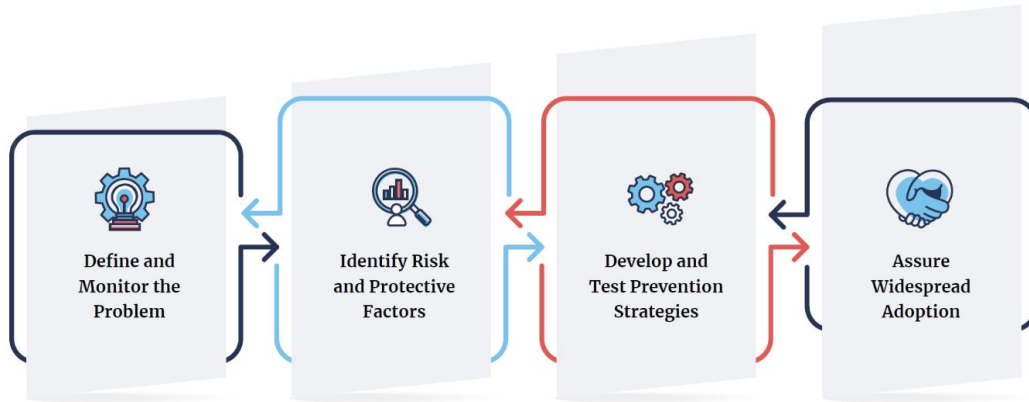 Define and
Monitor the
Problem
Identify Risk
and Protective
Factors
Develop and
Test Prevention
Strategies
Assure
Widespread
Adoption